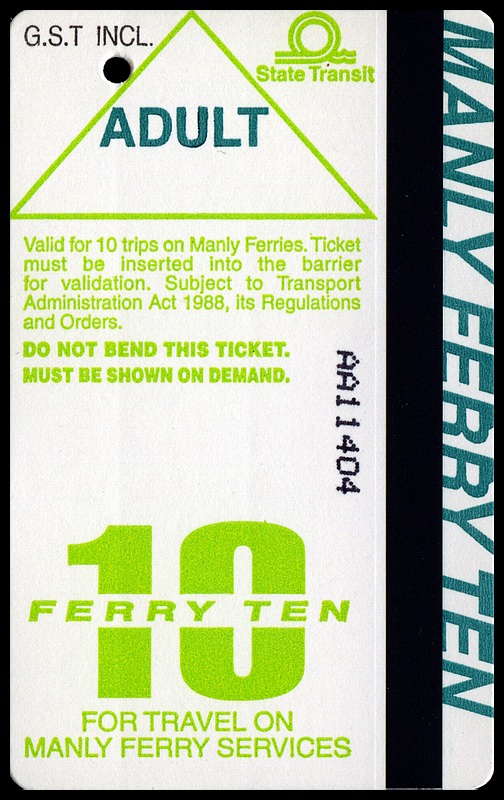 G.S.T INCL.
State Transit
ADULT
Valid for 10 trips on Manly Ferries. Ticket
must be inserted into the barrier
for validation. Subject to Transport
Administration Act 1988, its Regulations
and Orders.
DO NOT BEND THIS TICKET.
MUST BE SHOWN ON DEMAND.
AA11404
10
FERRY TEN
FOR TRAVEL ON
MANLY FERRY SERVICES
MANLY FERRY TEN